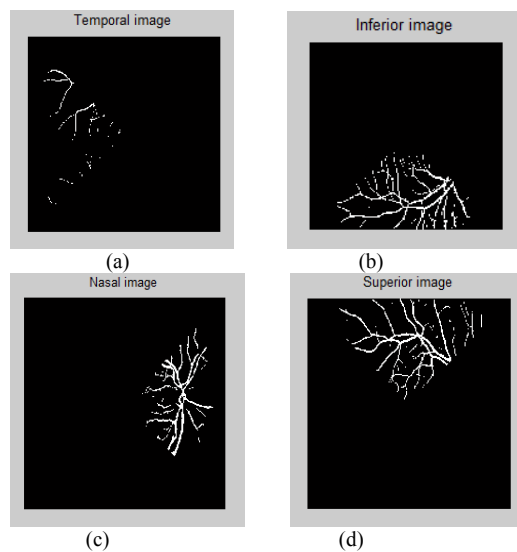 Temporal image
Inferior image
(a)
(b)
Nasal image
Superior image
(c)
(d)